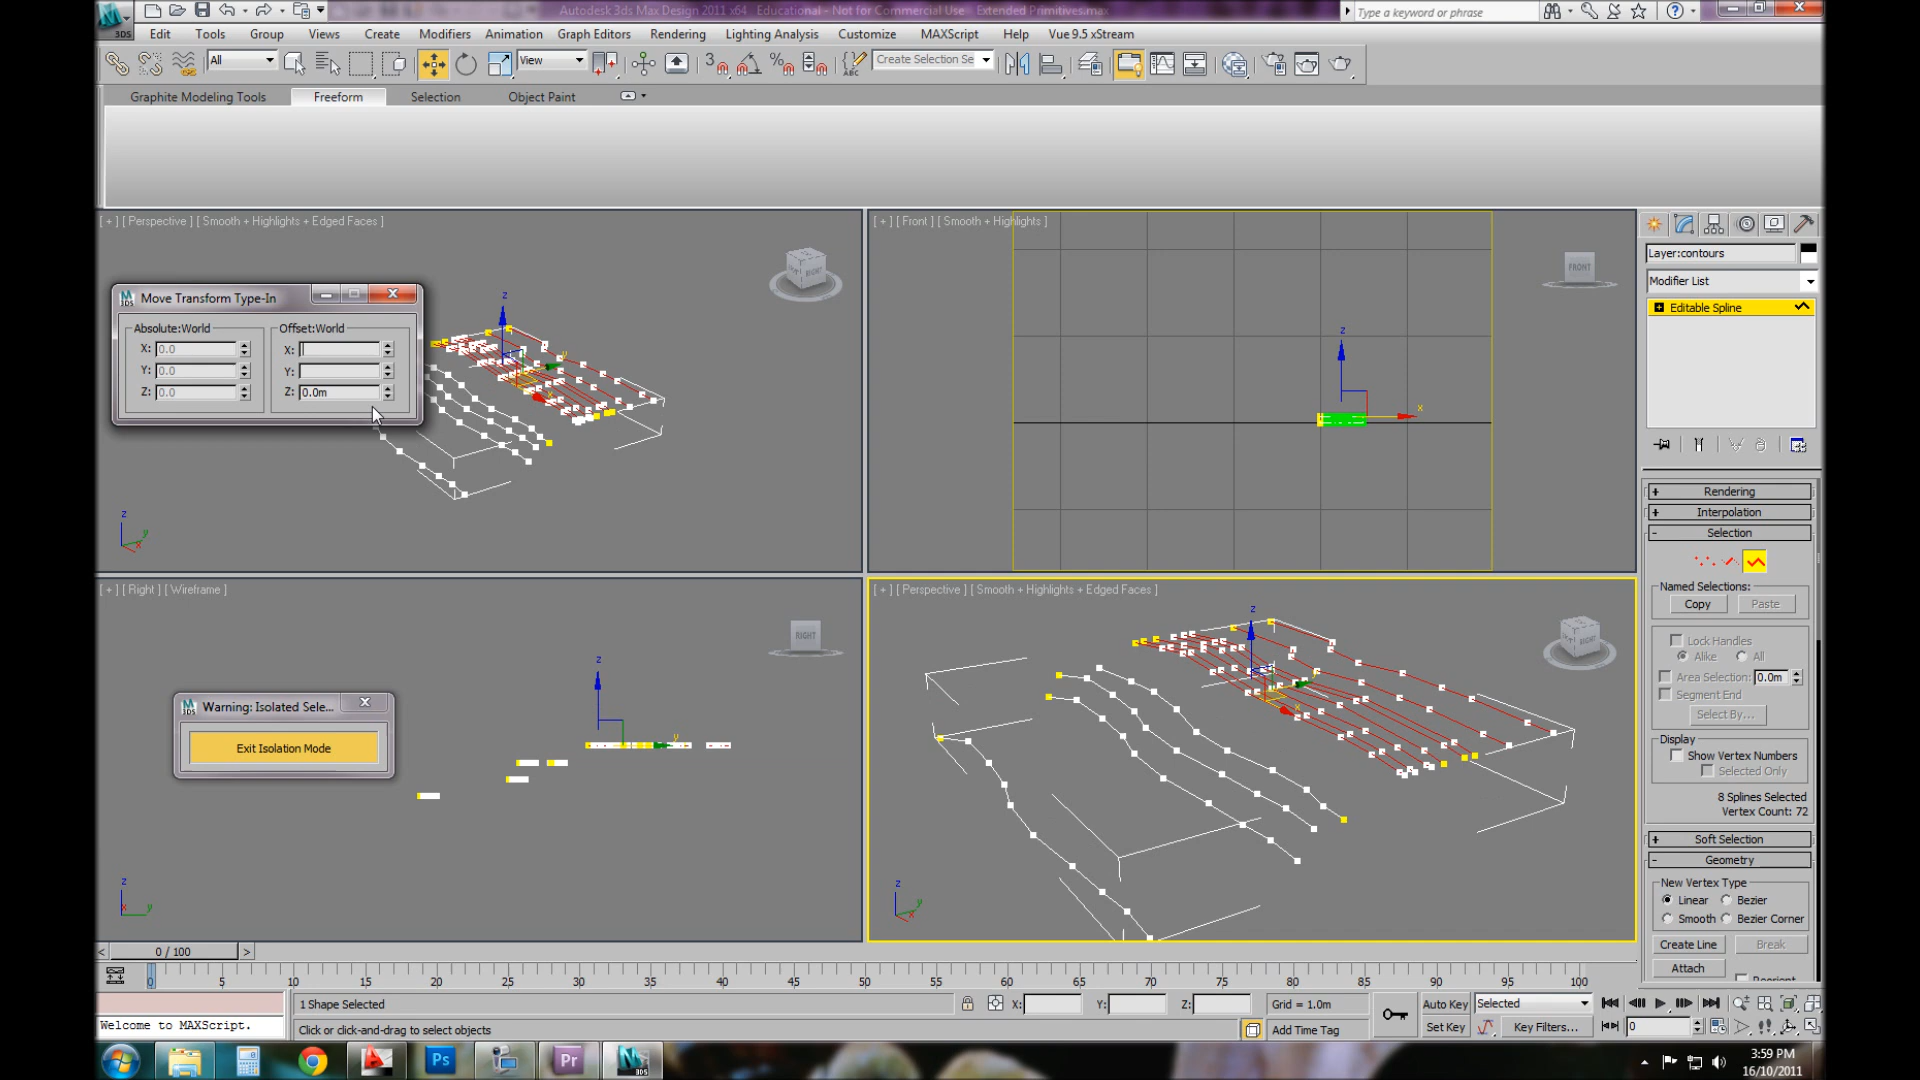 Autodesk 3ds Max Design 2011 x64 - Educational - Not for Commercial Use Extended Primitives.max
Type a keyword or phrase
3DS
Edit Tools Group Views Create Modifiers Animation Graph Editors Rendering Lighting Analysis Customize MAXScript Help Vue 9.5 xStream
All View Create Selection Se
Graphite Modeling Tools Freeform Selection Object Paint
[ + ] [ Perspective ] [ Smooth + Highlights + Edged Faces ]
[ + ] [ Front ] [ Smooth + Highlights ]
FRONT
Layer:contours
Modifier List
Editable Spline
Move Transform Type-In
Absolute:World
Offset:World
X: 0.0 X:
Y: 0.0 Y:
Z: 0.0 Z: 0.0m
Rendering
Interpolation
Selection
Named Selections:
Copy Paste
Lock Handles
Alike All
Area Selection: 0.0m
Segment End
Select By...
Display
Show Vertex Numbers
Selected Only
8 Splines Selected
Vertex Count: 72
Soft Selection
Geometry
New Vertex Type
Linear Bezier
Smooth Bezier Corner
Create Line Break
Attach
Reorient
[ + ] [ Right ] [ Wireframe ]
RIGHT
Warning: Isolated Sele...
Exit Isolation Mode
[ + ] [ Perspective ] [ Smooth + Highlights + Edged Faces ]
0 / 100
0 5 10 15 20 25 30 35 40 45 50 55 60 65 70 75 80 85 90 95 100
1 Shape Selected X: Y: Z: Grid = 1.0m Auto Key Selected
Welcome to MAXScript. Click or click-and-drag to select objects Add Time Tag Set Key Key Filters... 0
Ps Pr 3DS
3:59 PM
16/10/2011